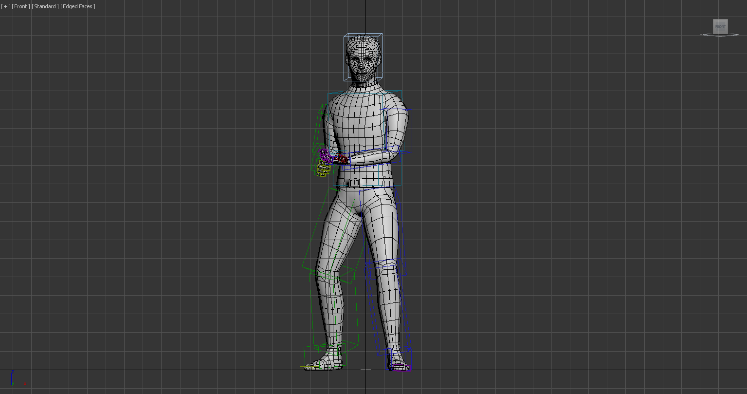 [ + ] [Front ] [Standard ] [Edged Faces ]